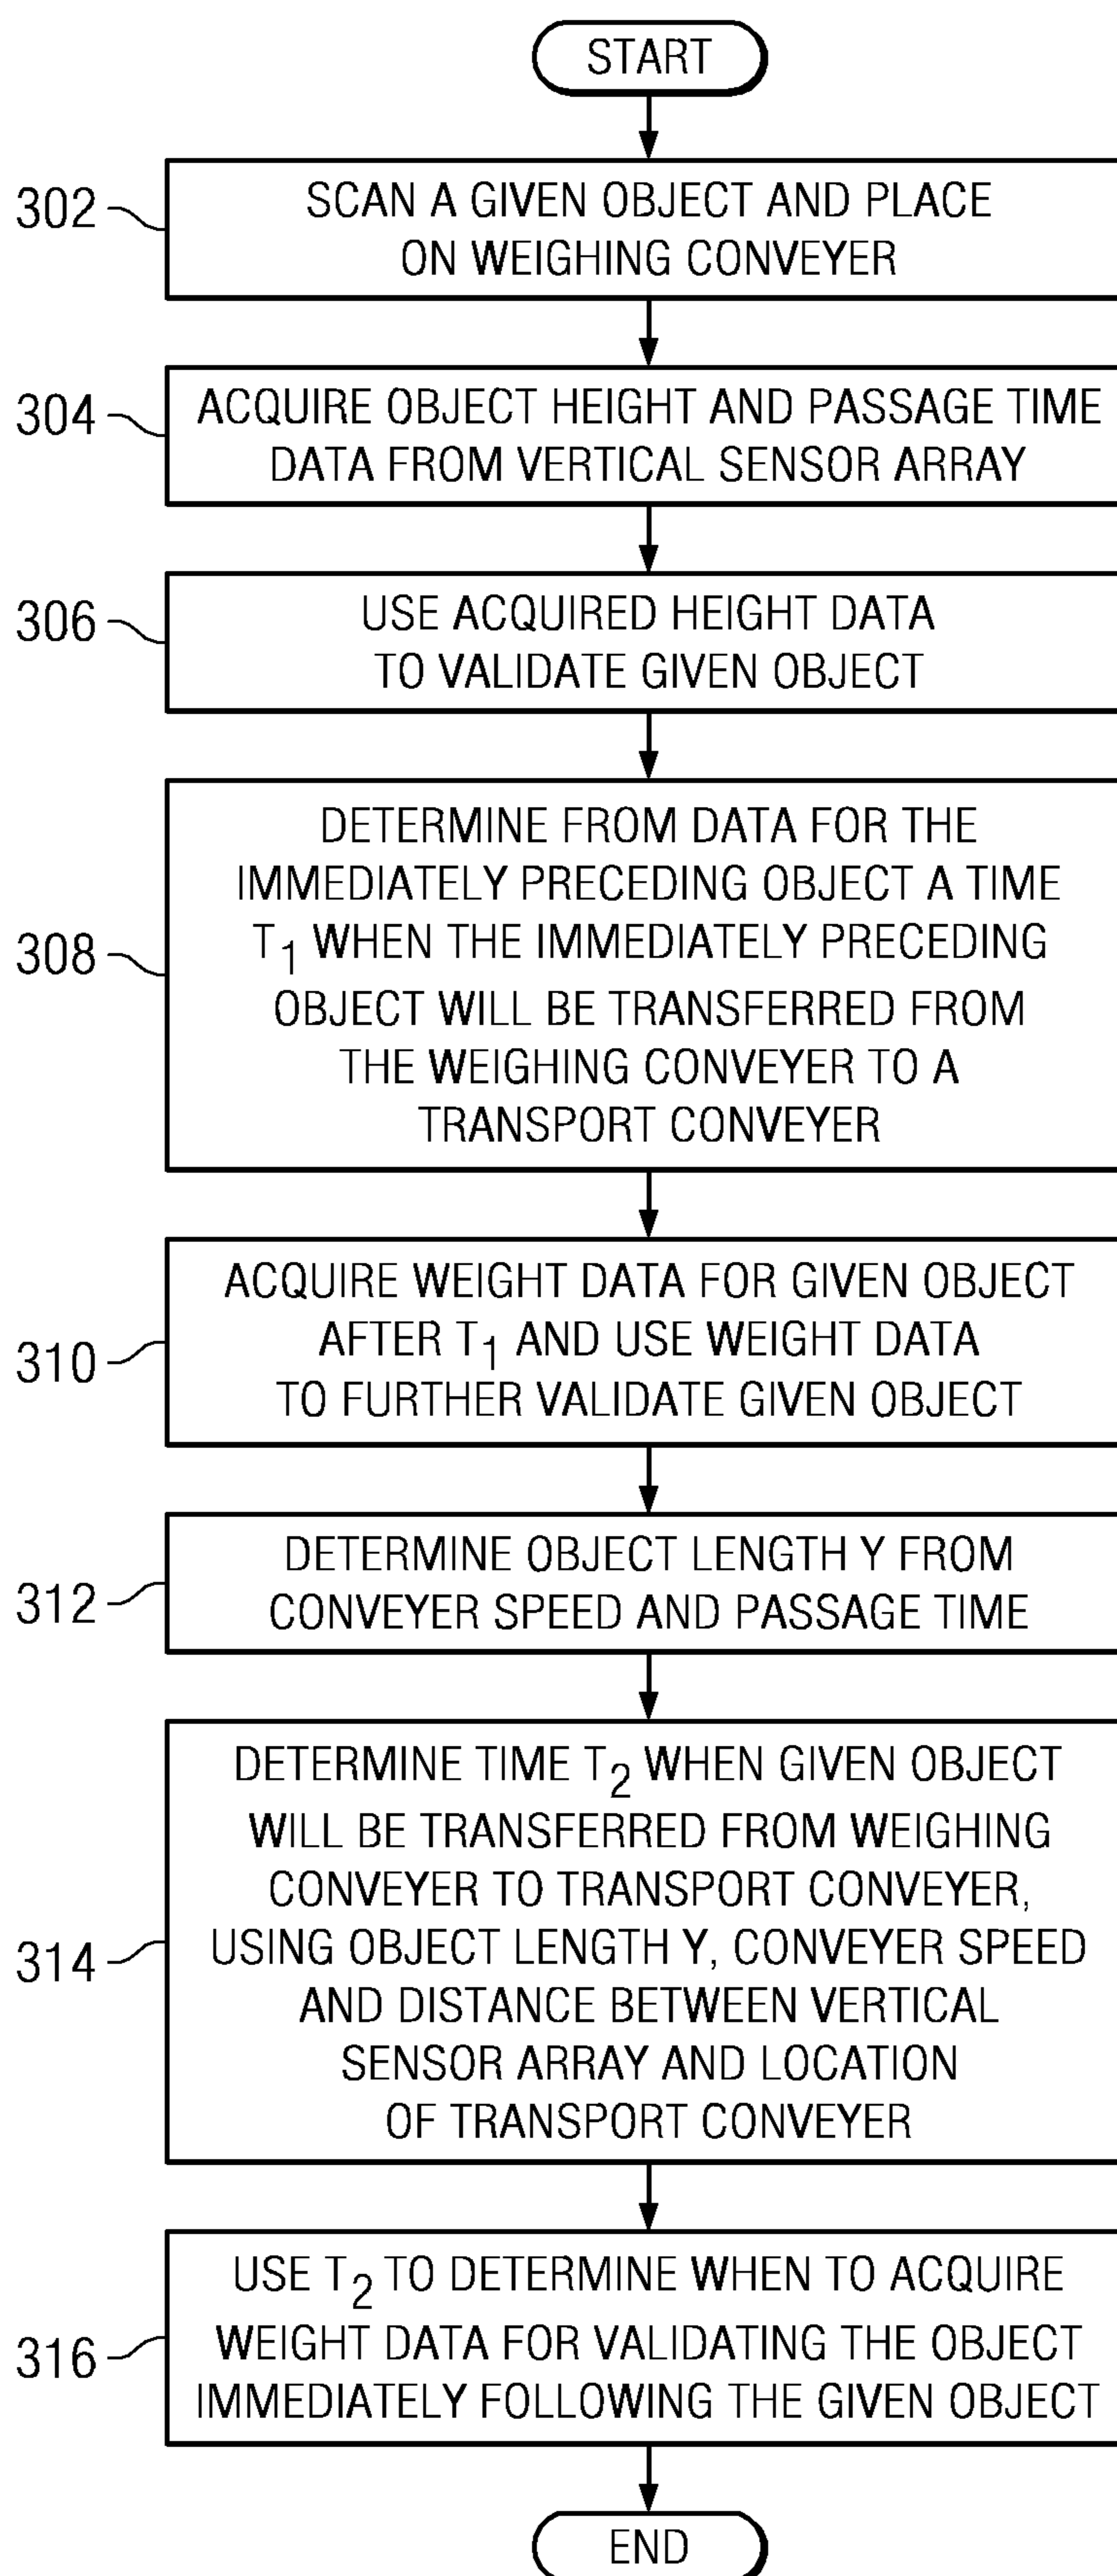 START
302
SCAN A GIVEN OBJECT AND PLACE
ON WEIGHING CONVEYER
304
ACQUIRE OBJECT HEIGHT AND PASSAGE TIME
DATA FROM VERTICAL SENSOR ARRAY
306
USE ACQUIRED HEIGHT DATA
TO VALIDATE GIVEN OBJECT
308
DETERMINE FROM DATA FOR THE
IMMEDIATELY PRECEDING OBJECT A TIME
T1 WHEN THE IMMEDIATELY PRECEDING
OBJECT WILL BE TRANSFERRED FROM
THE WEIGHING CONVEYER TO A
TRANSPORT CONVEYER
310
ACQUIRE WEIGHT DATA FOR GIVEN OBJECT
AFTER T1 AND USE WEIGHT DATA
TO FURTHER VALIDATE GIVEN OBJECT
312
DETERMINE OBJECT LENGTH Y FROM
CONVEYER SPEED AND PASSAGE TIME
314
DETERMINE TIME T2 WHEN GIVEN OBJECT
WILL BE TRANSFERRED FROM WEIGHING
CONVEYER TO TRANSPORT CONVEYER,
USING OBJECT LENGTH Y, CONVEYER SPEED
AND DISTANCE BETWEEN VERTICAL
SENSOR ARRAY AND LOCATION
OF TRANSPORT CONVEYER
316
USE T2 TO DETERMINE WHEN TO ACQUIRE
WEIGHT DATA FOR VALIDATING THE OBJECT
IMMEDIATELY FOLLOWING THE GIVEN OBJECT
END